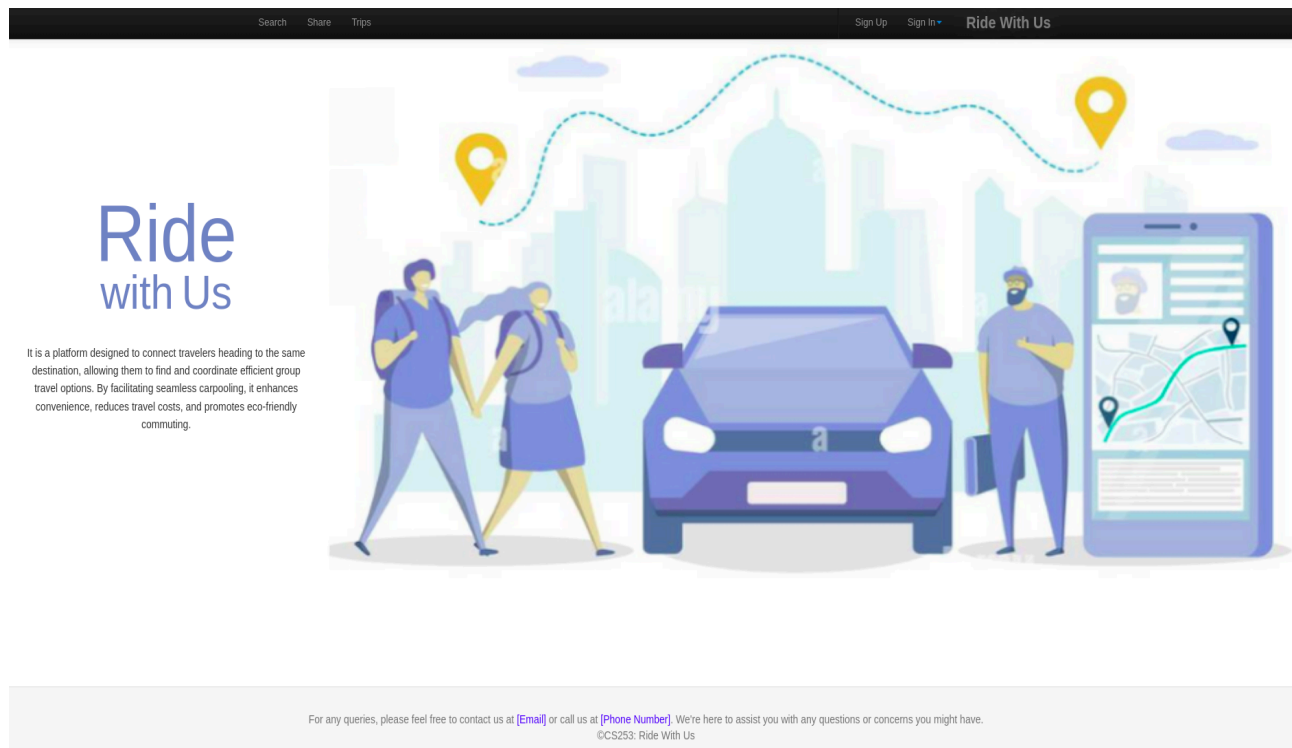 Search Share Trips Sign Up Sign In Ride With Us
Ride
with Us
It is a platform designed to connect travelers heading to the same
destination, allowing them to find and coordinate efficient group
travel options. By facilitating seamless carpooling, it enhances
convenience, reduces travel costs, and promotes eco-friendly
commuting.
a a
alamy
a
a a a
For any queries, please feel free to contact us at [Email] or call us at [Phone Number]. We're here to assist you with any questions or concerns you might have.
©CS253: Ride With Us